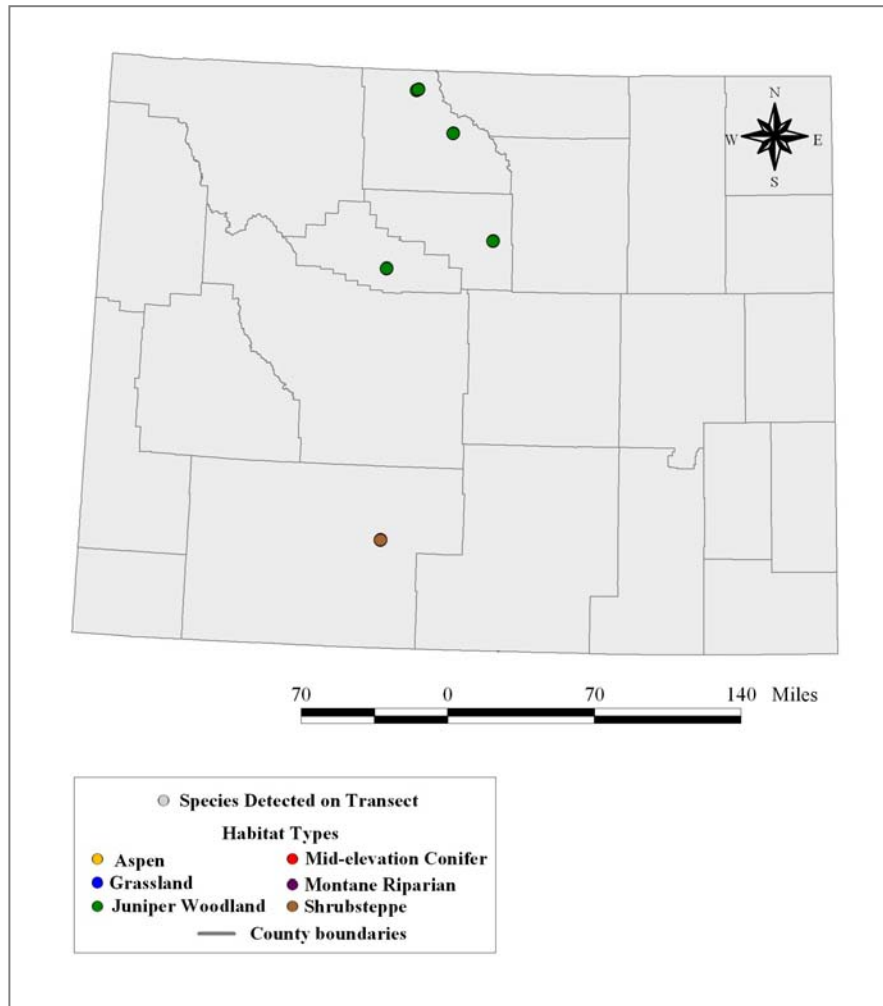 N
W E
S
70 0 70 140 Miles
Species Detected on Transect
Habitat Types
Aspen Mid-elevation Conifer
Grassland Montane Riparian
Juniper Woodland Shrubsteppe
County boundaries